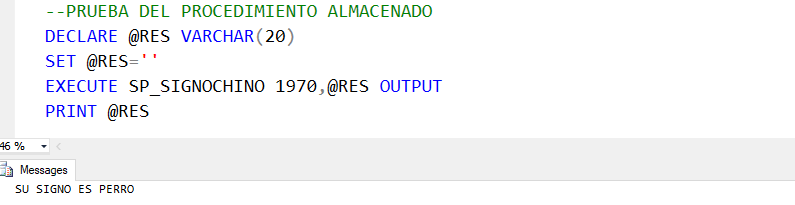 --PRUEBA DEL PROCEDIMIENTO ALMACENADO
DECLARE @RES VARCHAR(20)
SET @RES=''
EXECUTE SP_SIGNOCHINO 1970,@RES OUTPUT
PRINT @RES
46 %
Messages
SU SIGNO ES PERRO